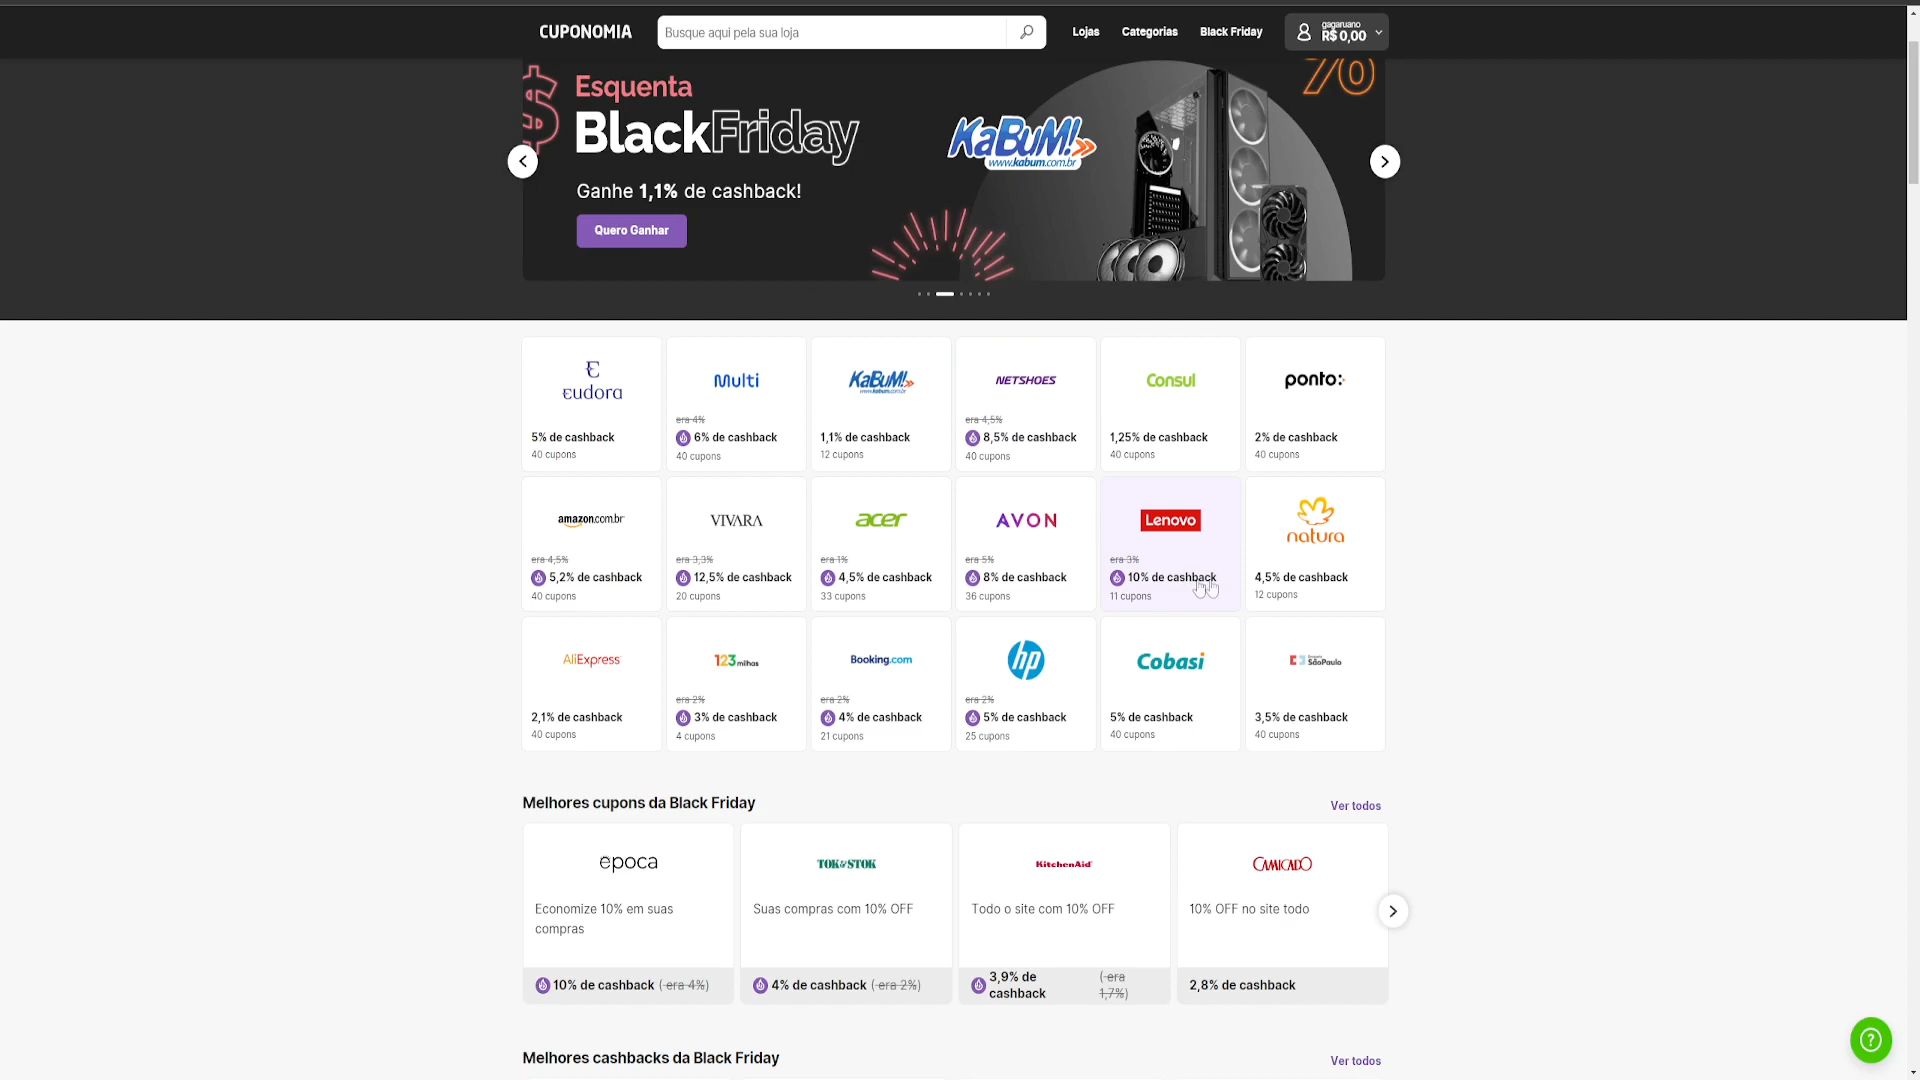 CUPONOMIA
Busque aqui pela sua loja
Lojas
Categorias
Black Friday
gagaruano
R$ 0,00
Esquenta
BlackFriday
Ganhe 1,1% de cashback!
Quero Ganhar
$
%
70
KaBuM!
www.kabum.com.br
Ɛ
eudora
5% de cashback
40 cupons
Multi
era 4%
6% de cashback
40 cupons
KaBuM!
www.kabum.com.br
1,1% de cashback
12 cupons
NETSHOES
era 4,5%
8,5% de cashback
40 cupons
Consul
1,25% de cashback
40 cupons
ponto:
2% de cashback
40 cupons
amazon.com.br
era 4,5%
5,2% de cashback
40 cupons
VIVARA
era 3,3%
12,5% de cashback
20 cupons
acer
era 1%
4,5% de cashback
33 cupons
AVON
era 5%
8% de cashback
36 cupons
Lenovo
era 3%
10% de cashback
11 cupons
natura
4,5% de cashback
12 cupons
AliExpress
2,1% de cashback
40 cupons
123milhas
era 2%
3% de cashback
4 cupons
Booking.com
era 2%
4% de cashback
21 cupons
hp
era 2%
5% de cashback
25 cupons
Cobasi
5% de cashback
40 cupons
SãoPaulo
3,5% de cashback
40 cupons
Melhores cupons da Black Friday
Ver todos
epoca
Economize 10% em suas
compras
10% de cashback (-era 4%)
TOK&STOK
Suas compras com 10% OFF
4% de cashback (-era 2%)
KitchenAid
Todo o site com 10% OFF
3,9% de
cashback
(-era
1,7%)
CAMICADO
10% OFF no site todo
2,8% de cashback
Melhores cashbacks da Black Friday
Ver todos
?